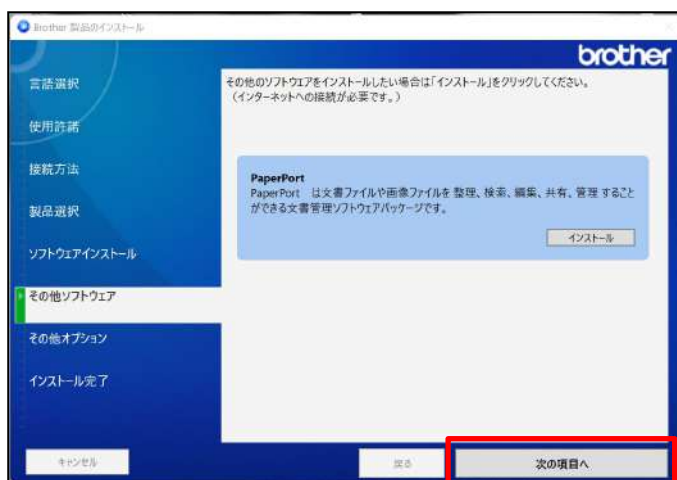 Brother 製品のインストール
brother
言語選択
使用許諾
接続方法
製品選択
ソフトウェアインストール
その他ソフトウェア
その他オプション
インストール完了
その他のソフトウェアをインストールしたい場合は「インストール」をクリックしてください。
(インターネットへの接続が必要です。)
PaperPort
PaperPort は文書ファイルや画像ファイルを 整理、検索、編集、共有、管理 すること
ができる文書管理ソフトウェアパッケージです。
インストール
キャンセル
戻る
次の項目へ